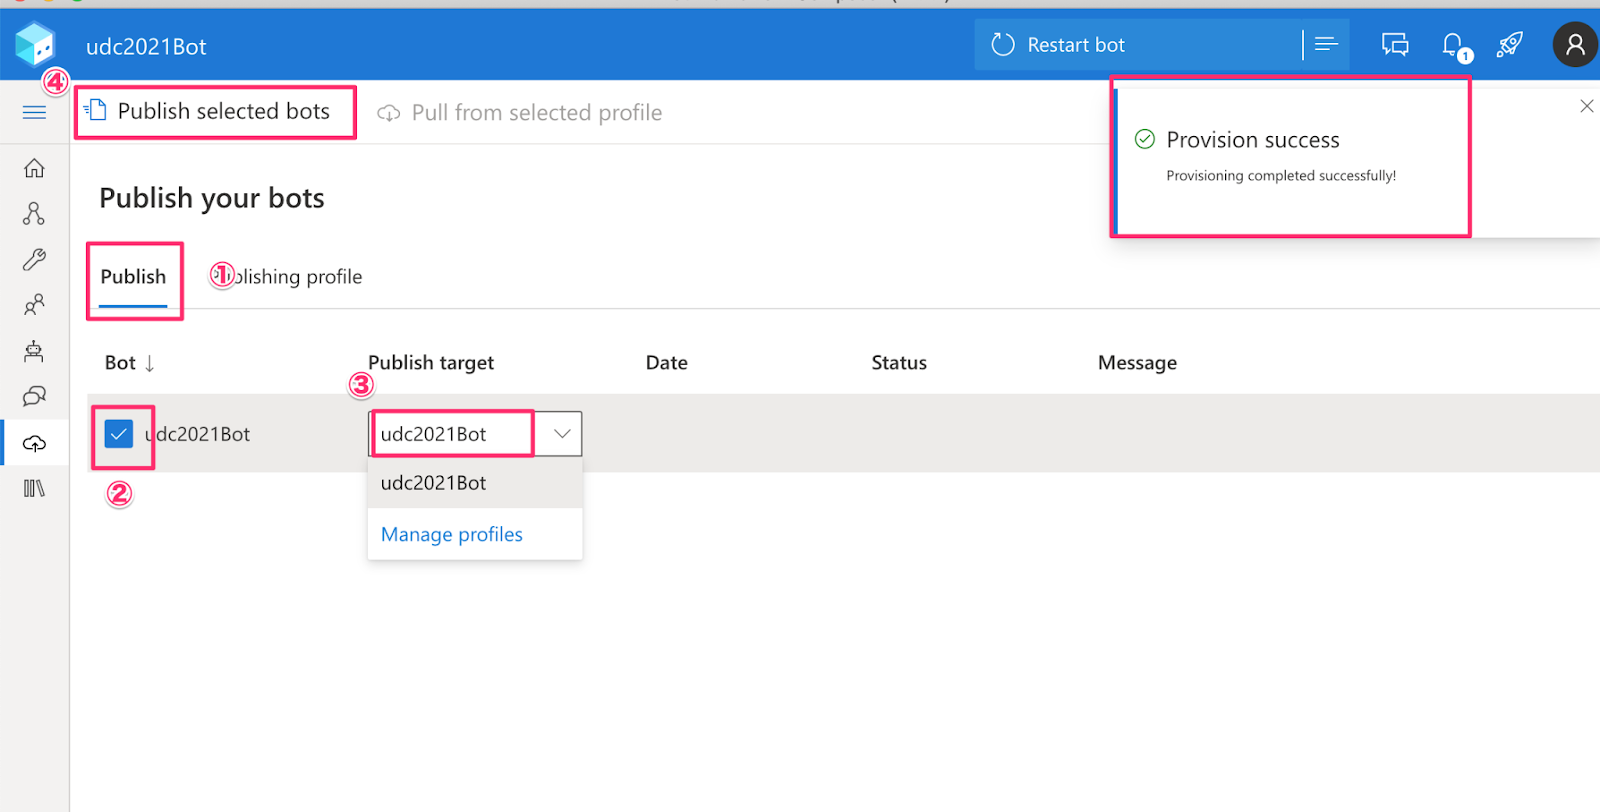 udc2021Bot
Restart bot
1
④
Publish selected bots
Pull from selected profile
Provision success
Provisioning completed successfully!
Publish your bots
Publish
①
blishing profile
Bot ↓
Publish target
Date
Status
Message
③
udc2021Bot
udc2021Bot
②
udc2021Bot
Manage profiles